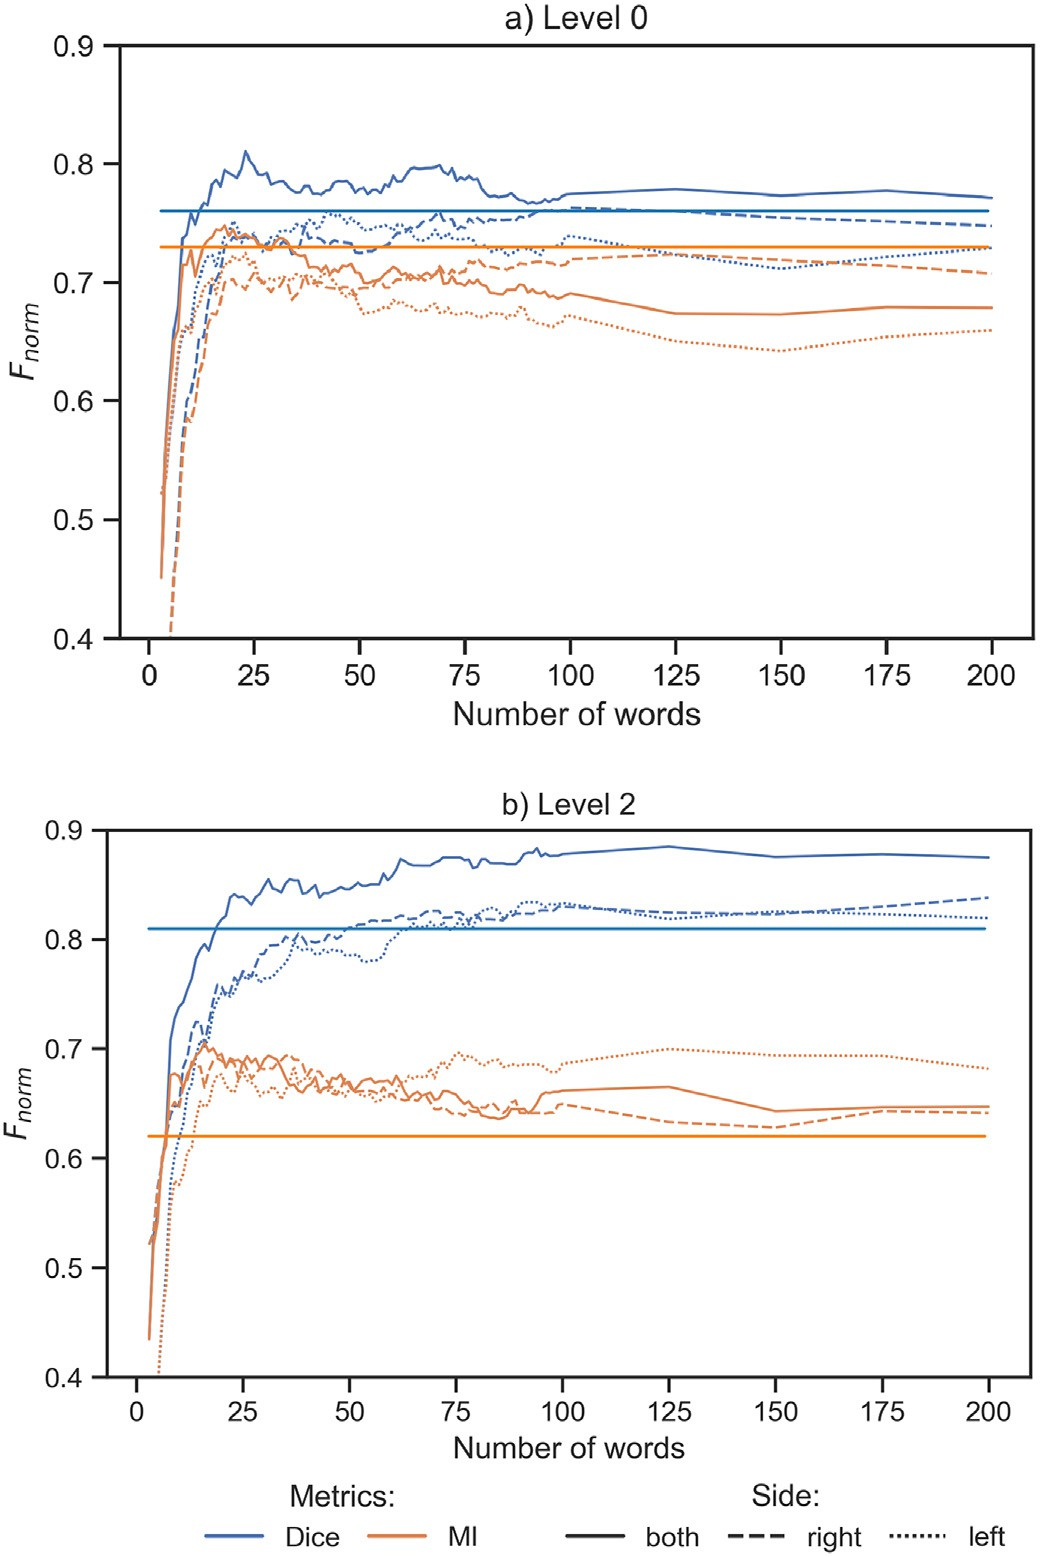 a) Level 0
0.9
0.8
0.7
0.6
0.5
0.4
F_norm
0 25 50 75 100 125 150 175 200
Number of words
b) Level 2
0.9
0.8
0.7
0.6
0.5
0.4
F_norm
0 25 50 75 100 125 150 175 200
Number of words
Metrics: Side:
Dice MI both right left